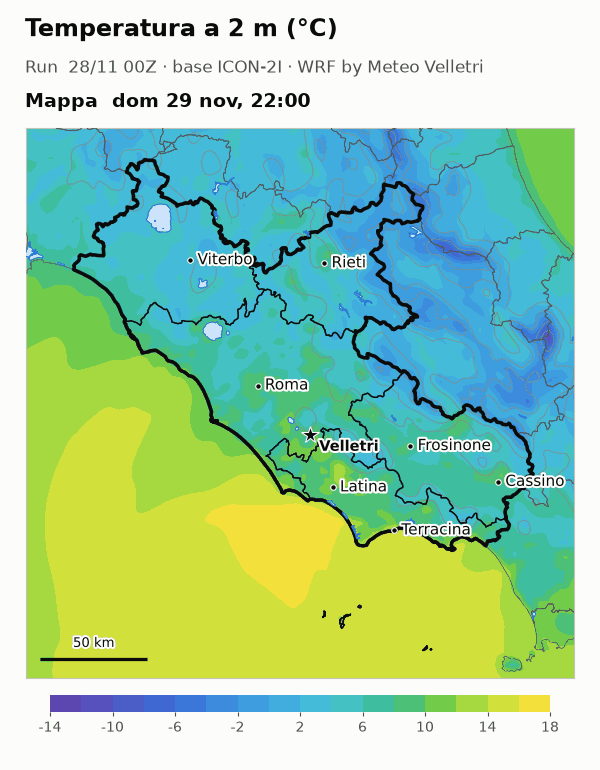 Temperatura a 2 m (°C)
Run  28/11 00Z · base ICON-2I · WRF by Meteo Velletri
Mappa  dom 29 nov, 22:00
Viterbo
Rieti
Roma
Velletri
Frosinone
Cassino
Latina
Terracina
50 km
-14 -10 -6 -2 2 6 10 14 18